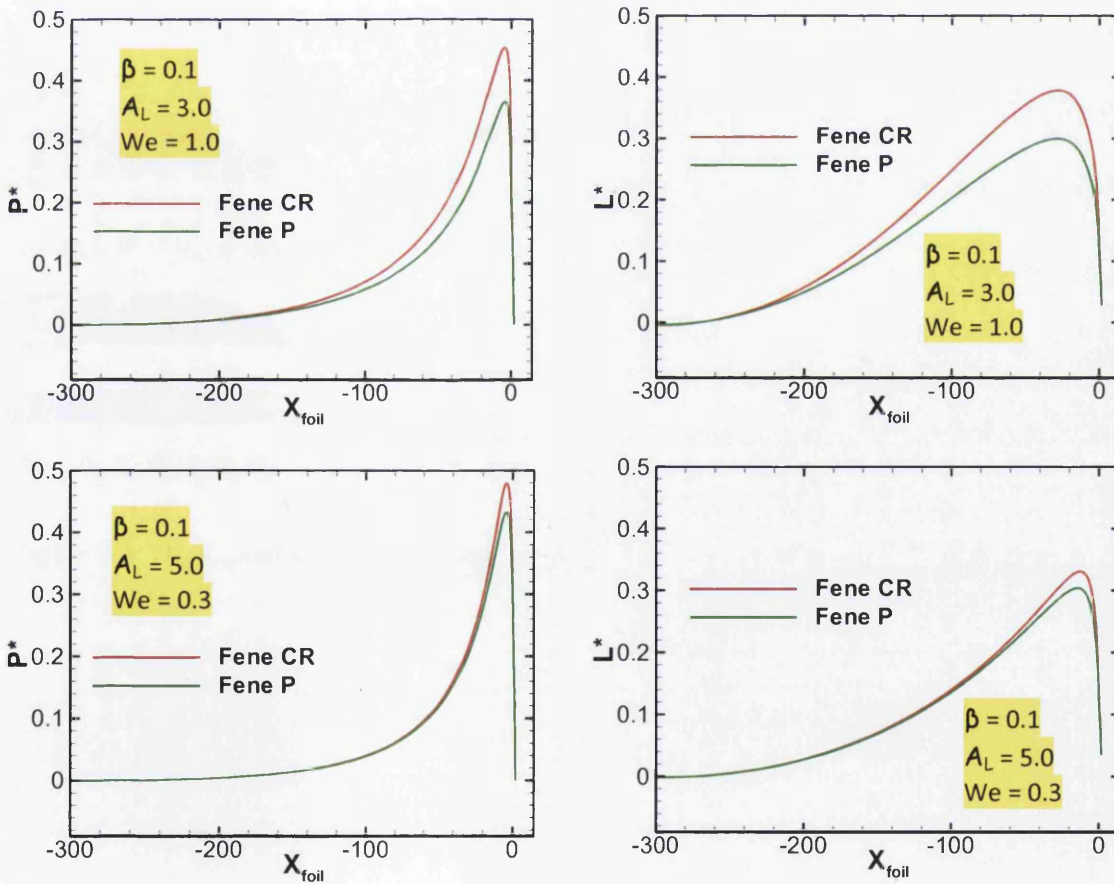 0.5
0.4
0.3
0.2
0.1
0
P*
β = 0.1
A_L = 3.0
We = 1.0
Fene CR
Fene P
-300
-200
-100
0
X_foil
0.5
0.4
0.3
0.2
0.1
0
L*
Fene CR
Fene P
β = 0.1
A_L = 3.0
We = 1.0
-300
-200
-100
0
X_foil
0.5
0.4
0.3
0.2
0.1
0
P*
β = 0.1
A_L = 5.0
We = 0.3
Fene CR
Fene P
-300
-200
-100
0
X_foil
0.5
0.4
0.3
0.2
0.1
0
L*
Fene CR
Fene P
β = 0.1
A_L = 5.0
We = 0.3
-300
-200
-100
0
X_foil